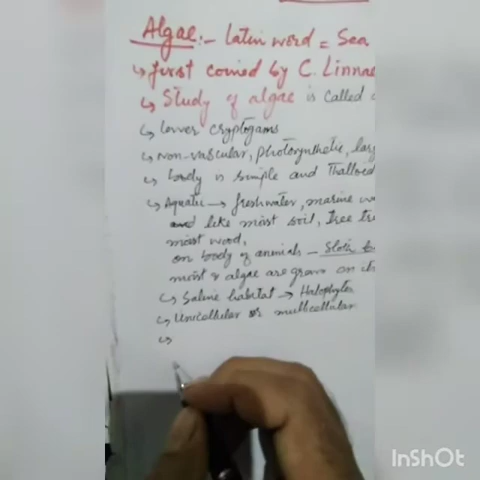 Algae :- Latin word = Sea
↳ first coined by C. Linnae
↳ Study of algae is called
↳ lower cryptogams
↳ non-vascular, photosynthetic,
↳ body is simple and Thalloid
↳ Aquatic → freshwater, marine
and like moist soil, tree
moist wood,
on body of animals - Sloth
most algae are grows on
↳ Saline habitat → Halophytes
↳ Unicellular or multicellular
↳
InShOt